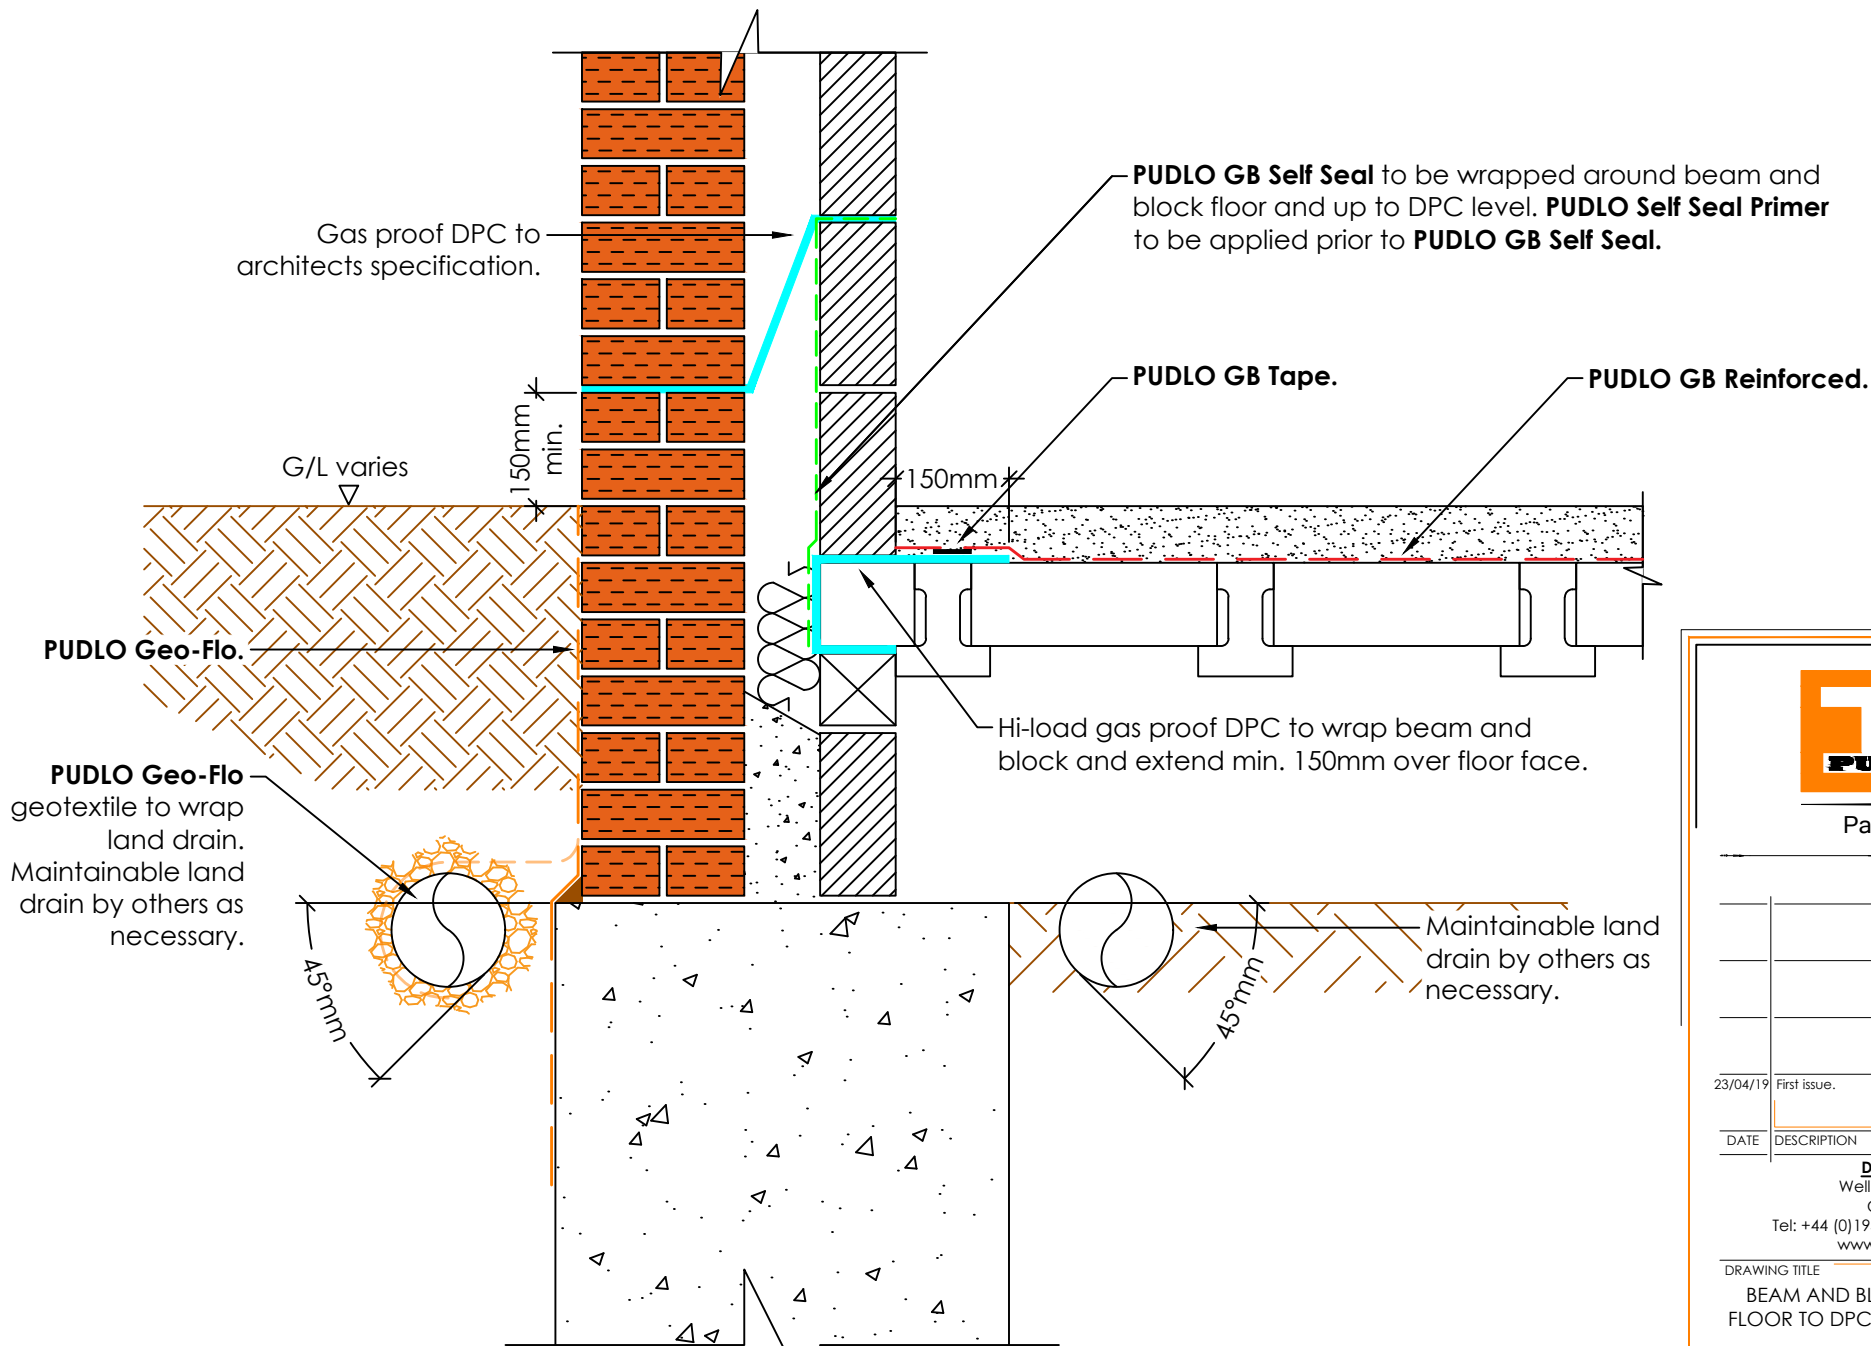 PUDLO GB Self Seal to be wrapped around beam and
block floor and up to DPC level. PUDLO Self Seal Primer
to be applied prior to PUDLO GB Self Seal.
Gas proof DPC to
architects specification.
PUDLO GB Tape.
PUDLO GB Reinforced.
150mm
min.
G/L varies
150mm
PUDLO Geo-Flo.
Hi-load gas proof DPC to wrap beam and
block and extend min. 150mm over floor face.
PUDLO Geo-Flo
geotextile to wrap
land drain.
Maintainable land
drain by others as
necessary.
45°mm
Maintainable land
drain by others as
necessary.
45°mm
PU
Pa
23/04/19 First issue.
DATE DESCRIPTION
D
Well
Tel: +44 (0)19
www
DRAWING TITLE
BEAM AND BL
FLOOR TO DPC